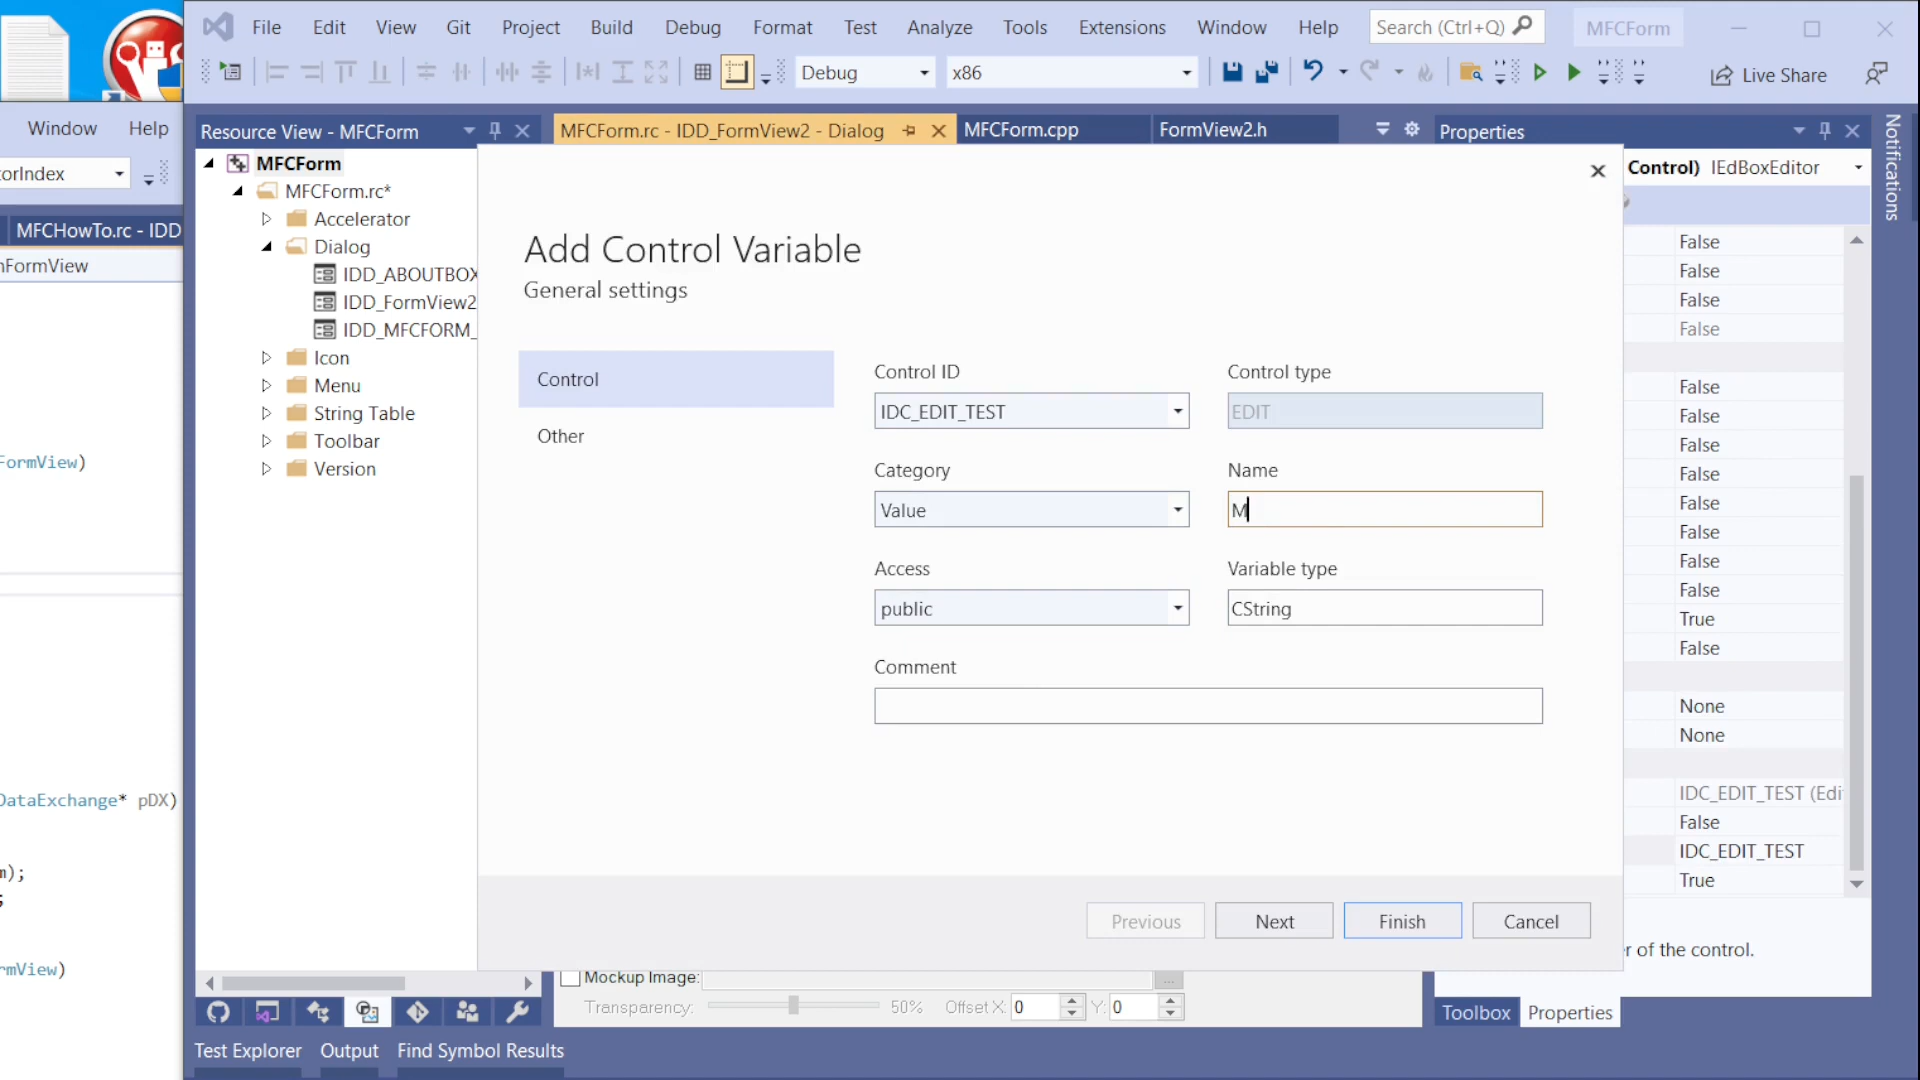 File Edit View Git Project Build Debug Format Test Analyze Tools Extensions Window Help Search (Ctrl+Q) MFCForm
Debug x86 Live Share
Window Help
orIndex
MFCHowTo.rc - IDD
nFormView
FormView)
DataExchange* pDX)
m);
;
rmView)
Resource View - MFCForm
MFCForm
MFCForm.rc*
Accelerator
Dialog
IDD_ABOUTBOX
IDD_FormView2
IDD_MFCFORM_
Icon
Menu
String Table
Toolbar
Version
MFCForm.rc - IDD_FormView2 - Dialog MFCForm.cpp FormView2.h
Add Control Variable
General settings
Control
Other
Control ID Control type
IDC_EDIT_TEST EDIT
Category Name
Value M
Access Variable type
public CString
Comment
Previous Next Finish Cancel
Mockup Image: ...
Transparency: 50% Offset X: 0 Y: 0
Properties
Control) IEdBoxEditor
False
False
False
False
False
False
False
False
False
False
False
False
True
False
None
None
IDC_EDIT_TEST (Edi
False
IDC_EDIT_TEST
True
r of the control.
Toolbox Properties
Notifications
Test Explorer Output Find Symbol Results